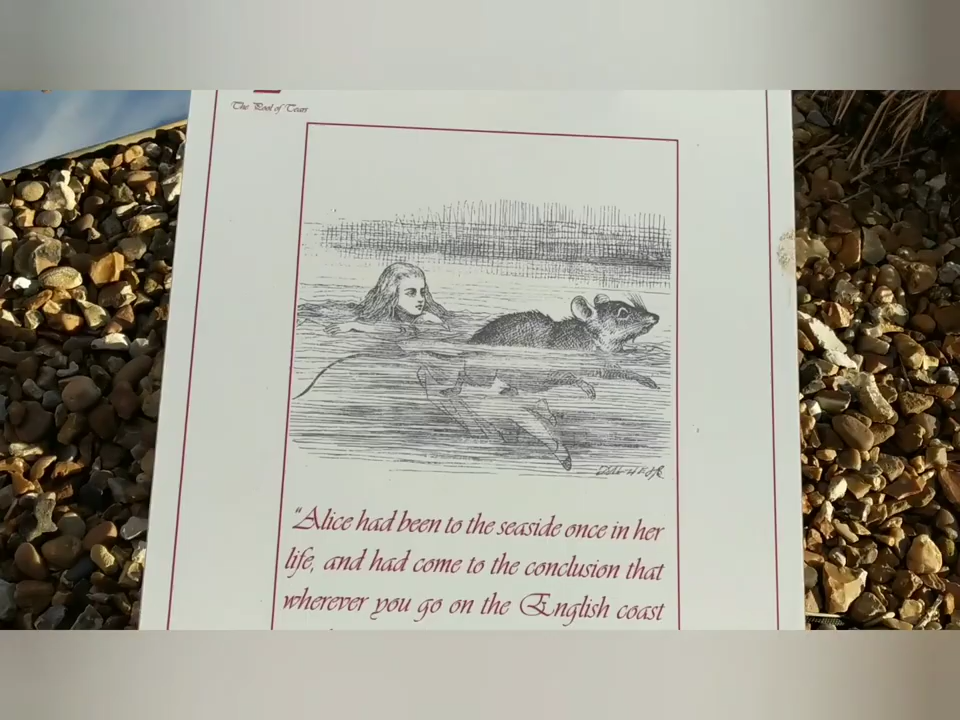 The Pool of Tears
"Alice had been to the seaside once in her
life, and had come to the conclusion that
wherever you go on the English coast